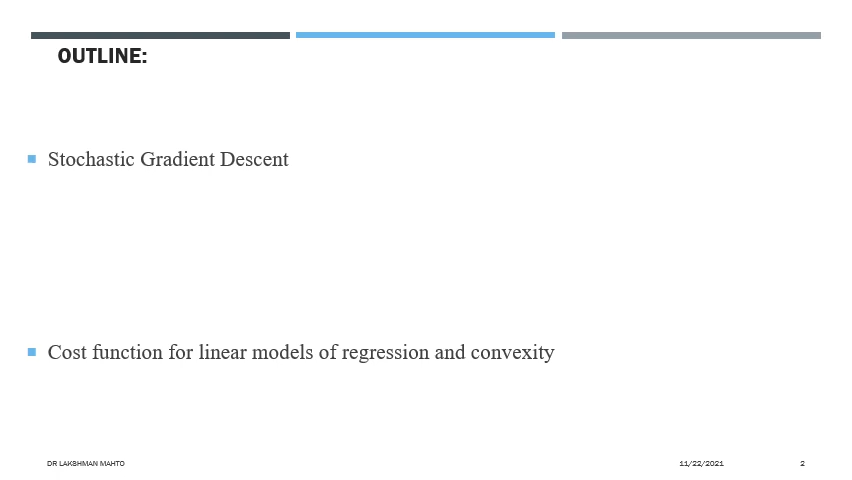 OUTLINE:
Stochastic Gradient Descent
Cost function for linear models of regression and convexity
DR LAKSHMAN MAHTO
11/22/2021
2